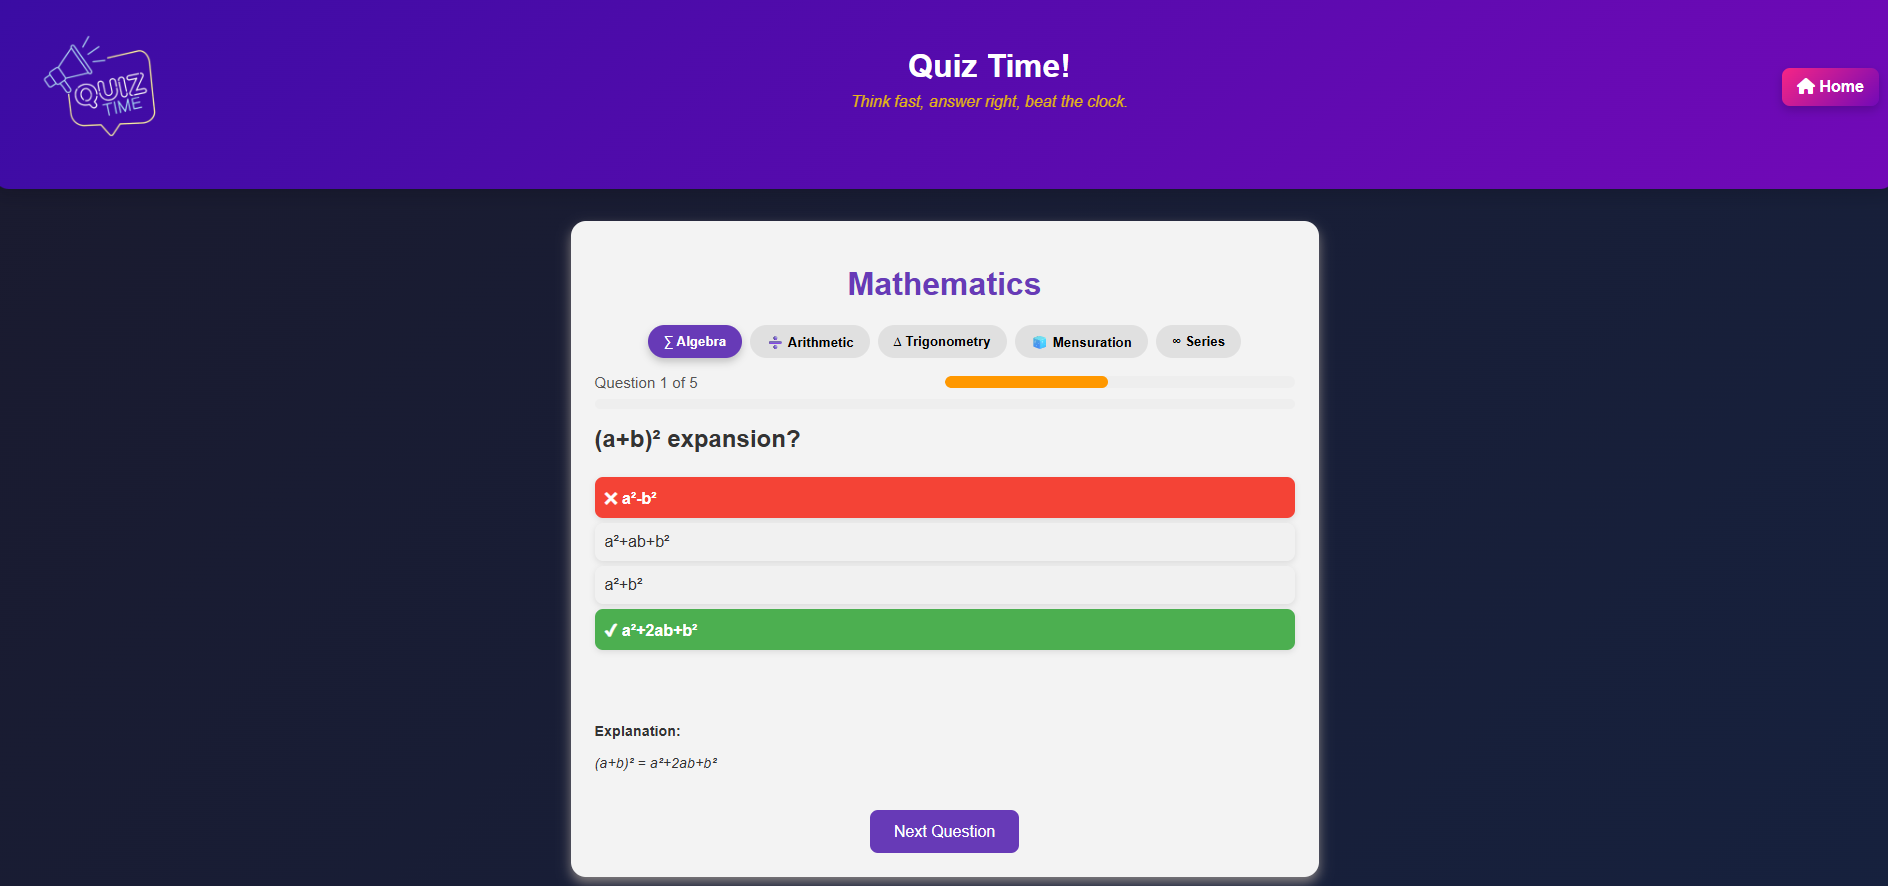 QUIZ
TIME
Quiz Time!
Think fast, answer right, beat the clock.
Home
Mathematics
∑ Algebra
➗ Arithmetic
Δ Trigonometry
🧊 Mensuration
∞ Series
Question 1 of 5
(a+b)² expansion?
❌ a²-b²
a²+ab+b²
a²+b²
✔ a²+2ab+b²
Explanation:
(a+b)² = a²+2ab+b²
Next Question